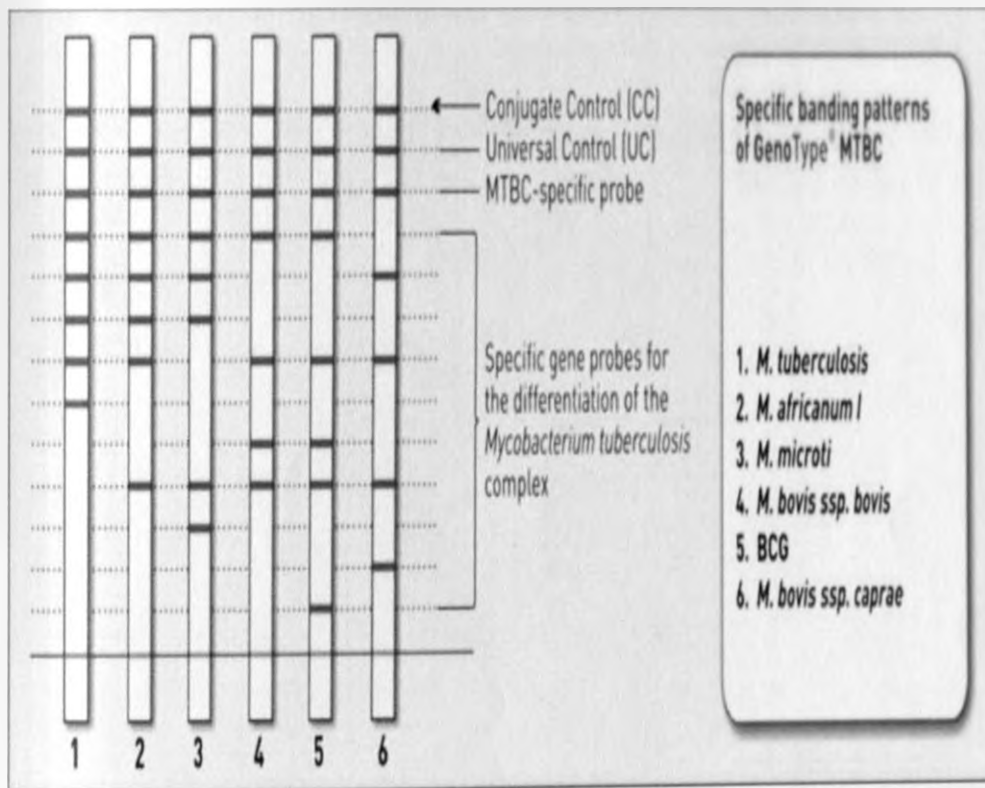 Conjugate Control (CC)
Universal Control (UC)
MTBC-specific probe
Specific gene probes for
the differentiation of the
Mycobacterium tuberculosis
complex
Specific banding patterns
of GenoType® MTBC
1. M. tuberculosis
2. M. africanum I
3. M. microti
4. M. bovis ssp. bovis
5. BCG
6. M. bovis ssp. caprae
1 2 3 4 5 6